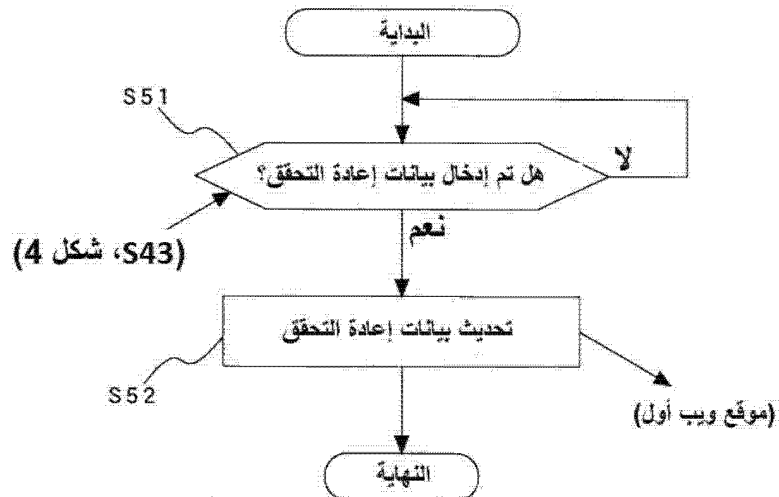 البداية
S51
هل تم إدخال بيانات إعادة التحقق؟
لا
(S43، شكل 4)
نعم
تحديث بيانات إعادة التحقق
S52
(موقع ويب أول)
النهاية